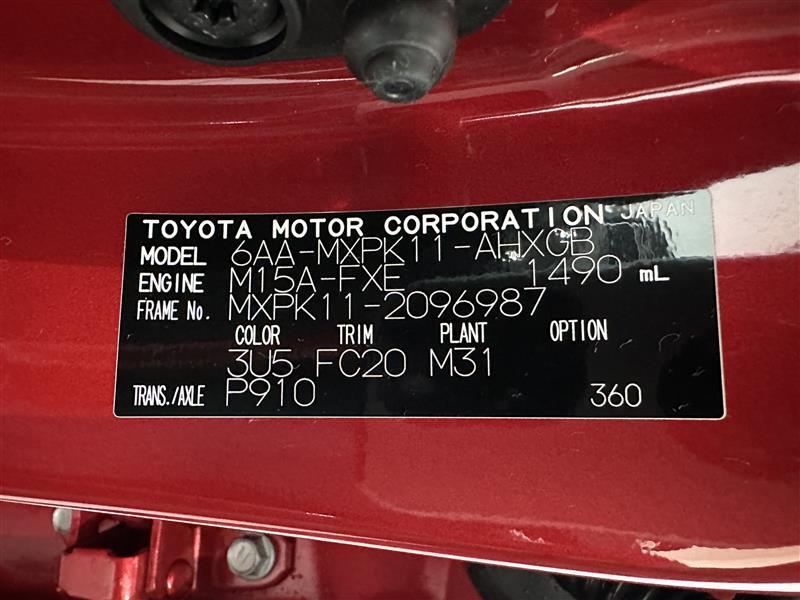 TOYOTA MOTOR CORPORATION JAPAN
MODEL 6AA-MXPK11-AHXGB
ENGINE M15A-FXE 1490 mL
FRAME No. MXPK11-2096987
COLOR TRIM PLANT OPTION
3U5 FC20 M31
TRANS./AXLE P910 360